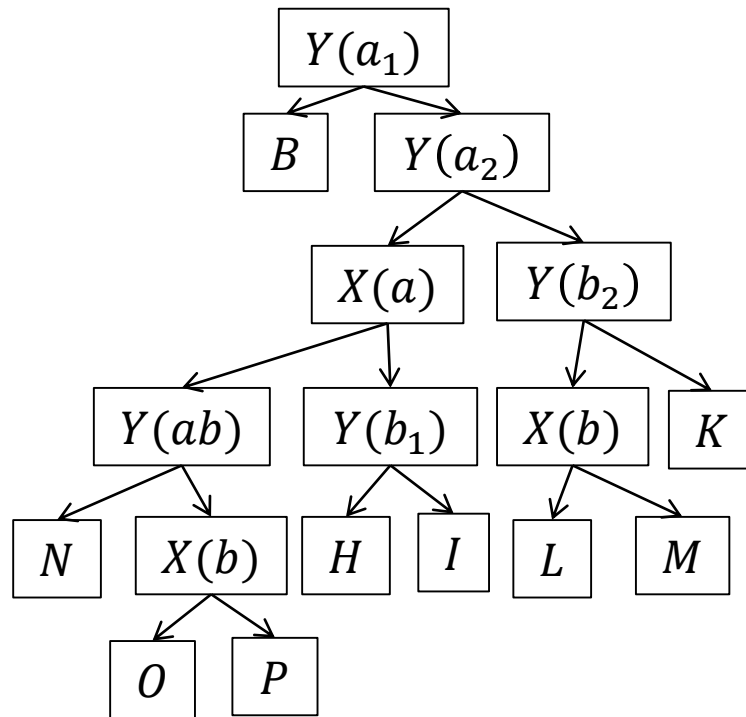 Y(a₁)
B
Y(a₂)
X(a)
Y(b₂)
Y(ab)
Y(b₁)
X(b)
K
N
X(b)
H
I
L
M
O
P